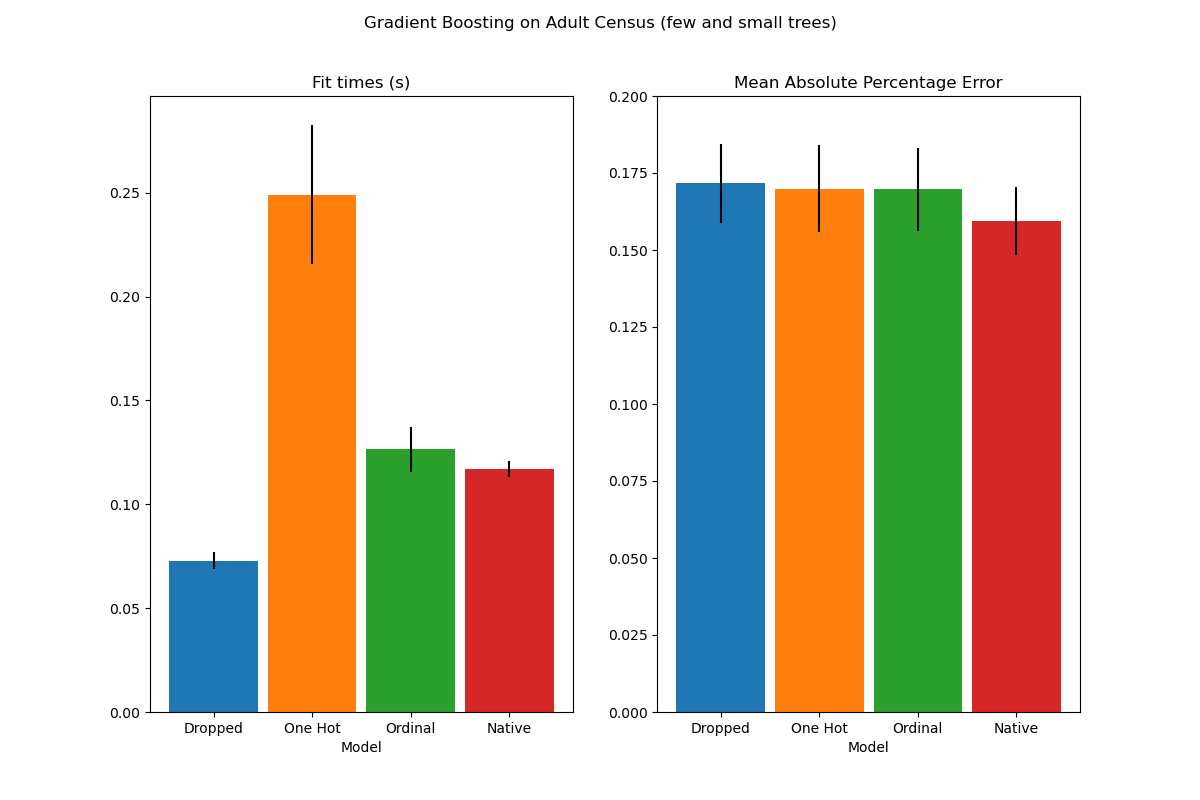 Gradient Boosting on Adult Census (few and small trees)
Fit times (s)
0.25
0.20
0.15
0.10
0.05
0.00
Dropped One Hot Ordinal Native
Model
Mean Absolute Percentage Error
0.200
0.175
0.150
0.125
0.100
0.075
0.050
0.025
0.000
Dropped One Hot Ordinal Native
Model